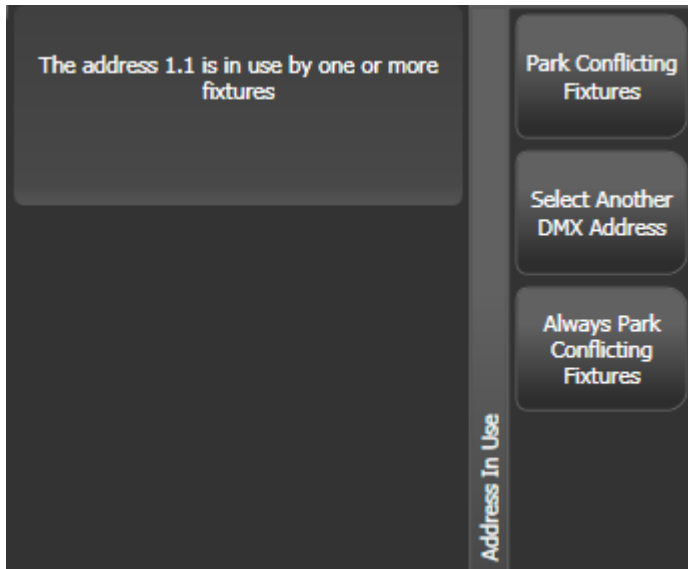 The address 1.1 is in use by one or more
fixtures
Address In Use
Park Conflicting
Fixtures
Select Another
DMX Address
Always Park
Conflicting
Fixtures